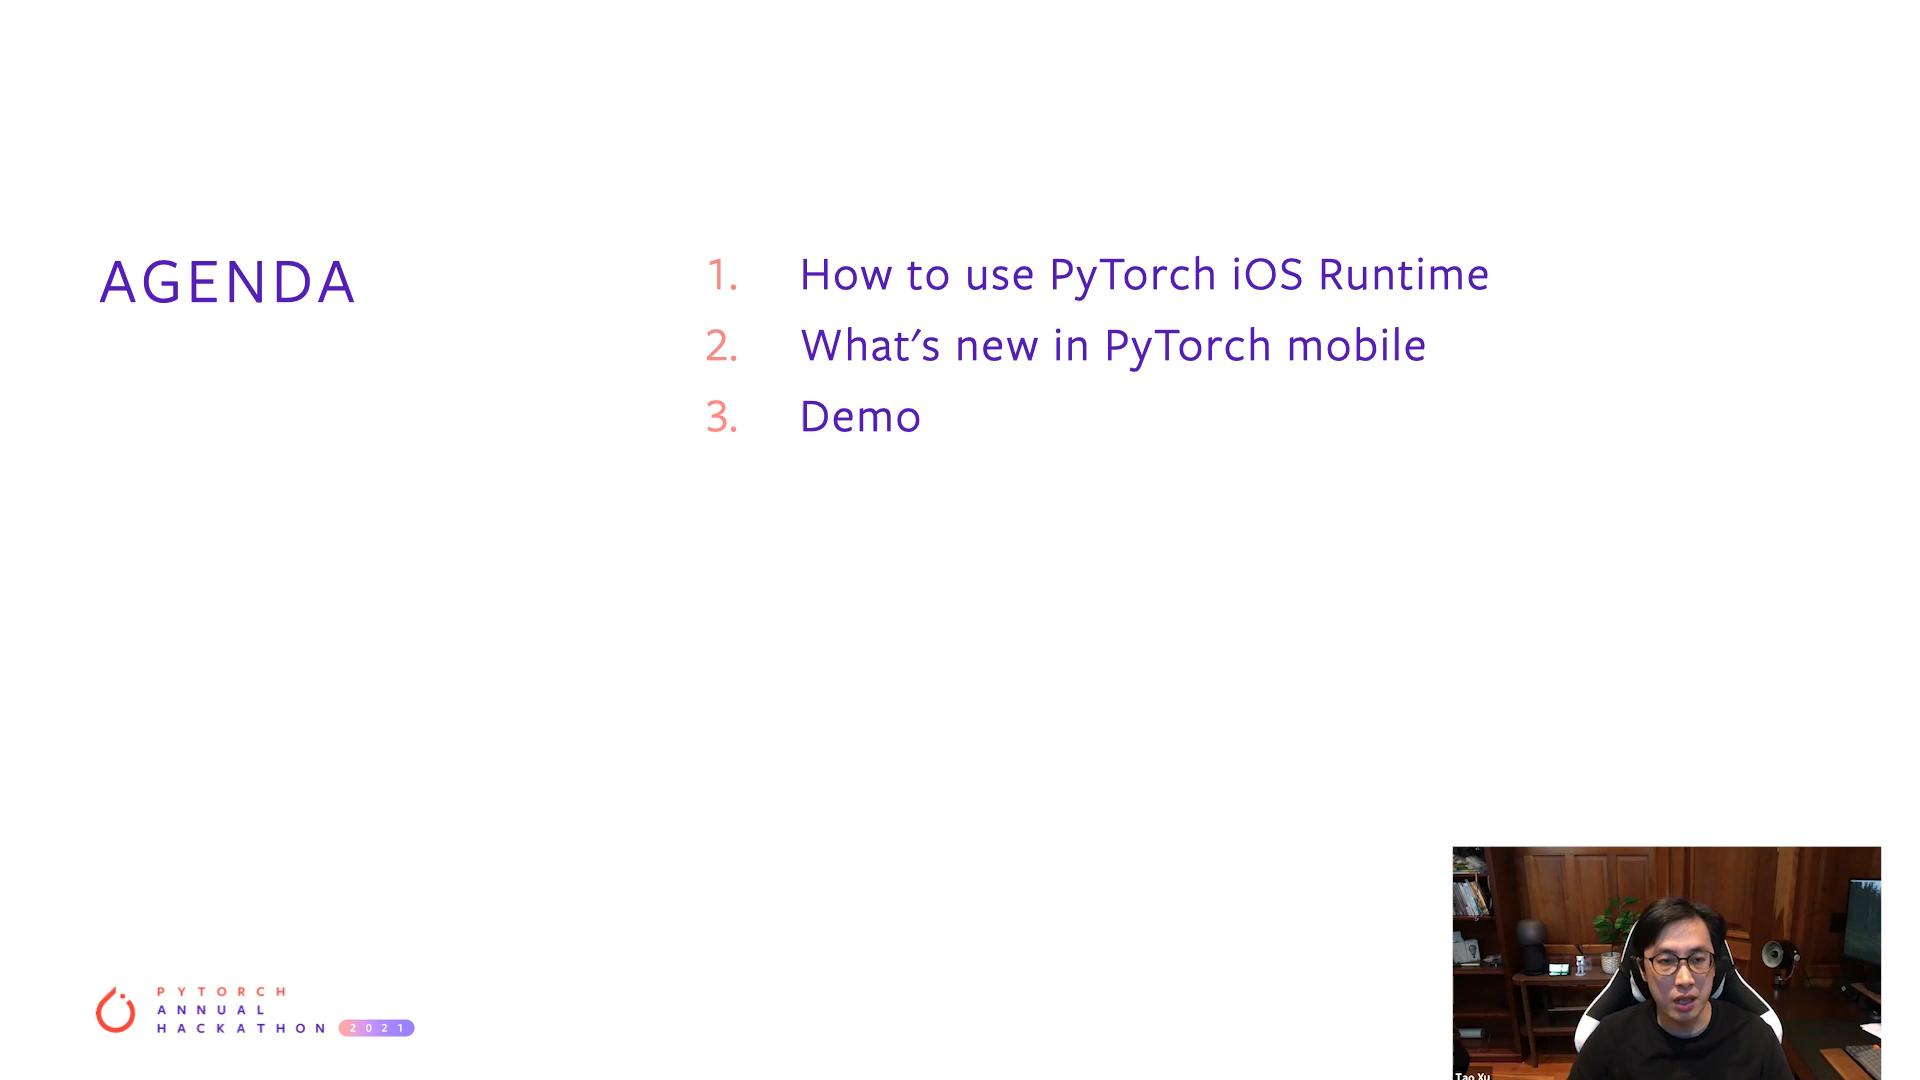 AGENDA
1. How to use PyTorch iOS Runtime
2. What's new in PyTorch mobile
3. Demo
PYTORCH
ANNUAL
HACKATHON 2021
Tao Xu